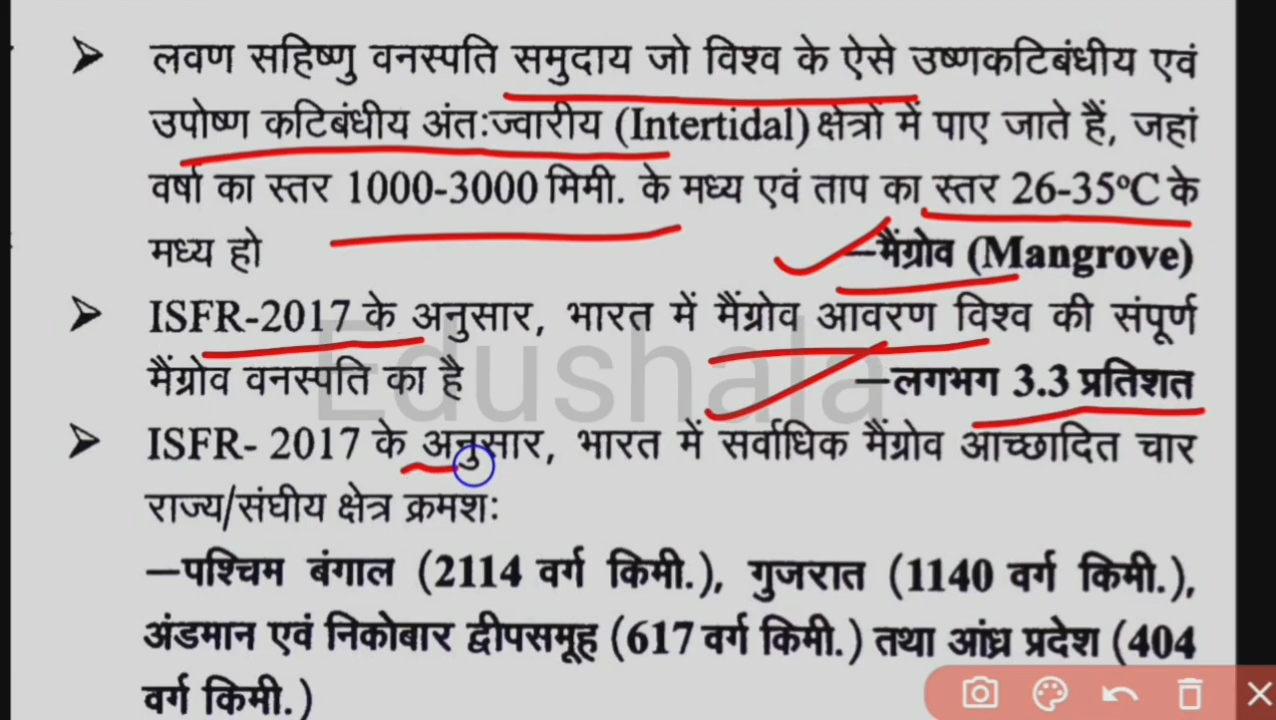 ➤ लवण सहिष्णु वनस्पति समुदाय जो विश्व के ऐसे उष्णकटिबंधीय एवं
उपोष्ण कटिबंधीय अंतःज्वारीय (Intertidal) क्षेत्रों में पाए जाते हैं, जहां
वर्षा का स्तर 1000-3000 मिमी. के मध्य एवं ताप का स्तर 26-35ºC के
मध्य हो –मैंग्रोव (Mangrove)
➤ ISFR-2017 के अनुसार, भारत में मैंग्रोव आवरण विश्व की संपूर्ण
मैंग्रोव वनस्पति का है –लगभग 3.3 प्रतिशत
➤ ISFR- 2017 के अनुसार, भारत में सर्वाधिक मैंग्रोव आच्छादित चार
राज्य/संघीय क्षेत्र क्रमशः
–पश्चिम बंगाल (2114 वर्ग किमी.), गुजरात (1140 वर्ग किमी.),
अंडमान एवं निकोबार द्वीपसमूह (617 वर्ग किमी.) तथा आंध्र प्रदेश (404
वर्ग किमी.)
Edushala